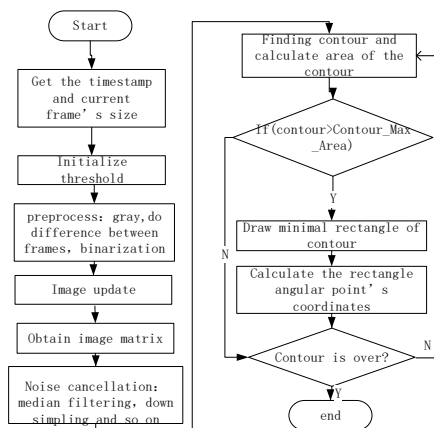 Start
Get the timestamp
and current
frame's size
Initialize
threshold
preprocess: gray,do
difference between
frames, binarization
Image update
Obtain image matrix
Noise cancellation:
median filtering, down
simpling and so on
Finding contour and
calculate area of the
contour
If(contour>Contour_Max
_Area)
Y
N
Draw minimal rectangle of
contour
Calculate the rectangle
angular point's
coordinates
Contour is over?
N
Y
end